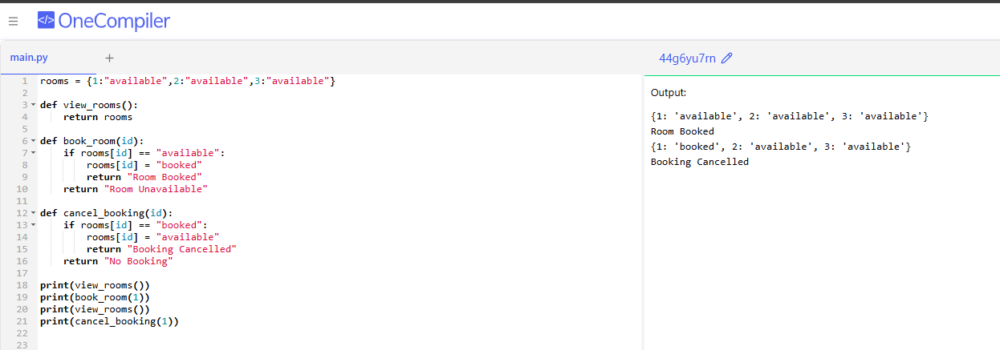 </> OneCompiler
main.py +
44g6yu7rn
1 rooms = {1:"available",2:"available",3:"available"}
2
3 def view_rooms():
4     return rooms
5
6 def book_room(id):
7     if rooms[id] == "available":
8         rooms[id] = "booked"
9         return "Room Booked"
10     return "Room Unavailable"
11
12 def cancel_booking(id):
13     if rooms[id] == "booked":
14         rooms[id] = "available"
15         return "Booking Cancelled"
16     return "No Booking"
17
18 print(view_rooms())
19 print(book_room(1))
20 print(view_rooms())
21 print(cancel_booking(1))
22
23
Output:
{1: 'available', 2: 'available', 3: 'available'}
Room Booked
{1: 'booked', 2: 'available', 3: 'available'}
Booking Cancelled